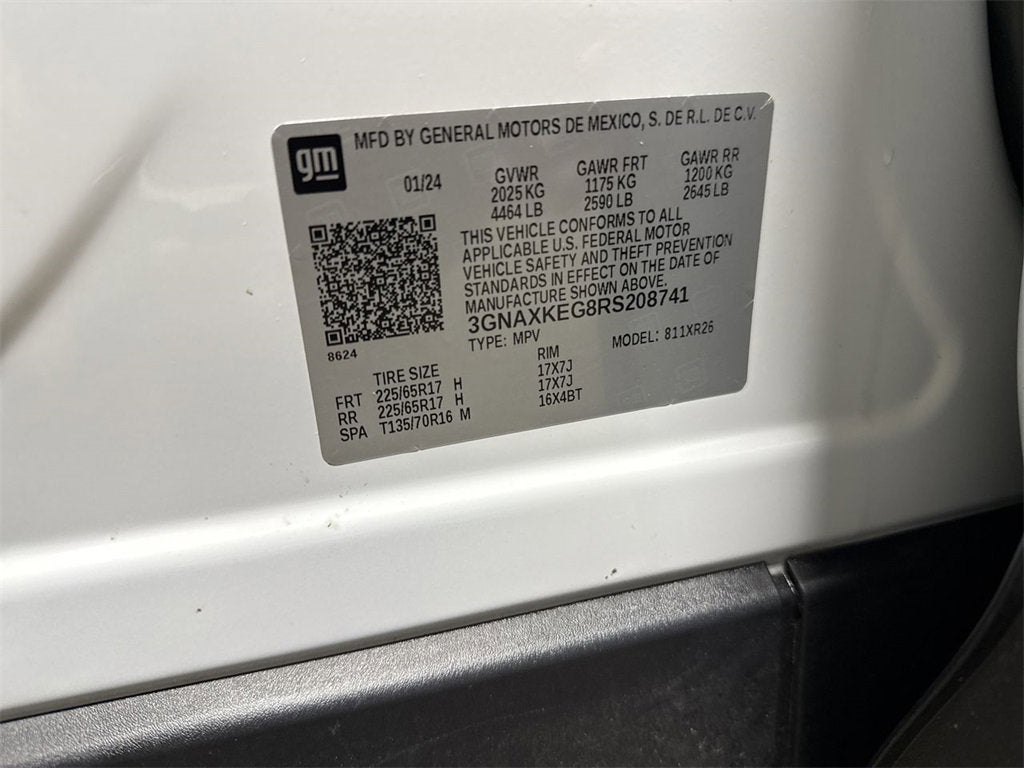 gm
MFD BY GENERAL MOTORS DE MEXICO, S. DE R.L. DE C.V.
01/24
GVWR GAWR FRT GAWR RR
2025 KG 1175 KG 1200 KG
4464 LB 2590 LB 2645 LB
THIS VEHICLE CONFORMS TO ALL
APPLICABLE U.S. FEDERAL MOTOR
VEHICLE SAFETY AND THEFT PREVENTION
STANDARDS IN EFFECT ON THE DATE OF
MANUFACTURE SHOWN ABOVE.
3GNAXKEG8RS208741
TYPE: MPV MODEL: 811XR26
8624
TIRE SIZE RIM
FRT 225/65R17 H 17X7J
RR 225/65R17 H 17X7J
SPA T135/70R16 M 16X4BT